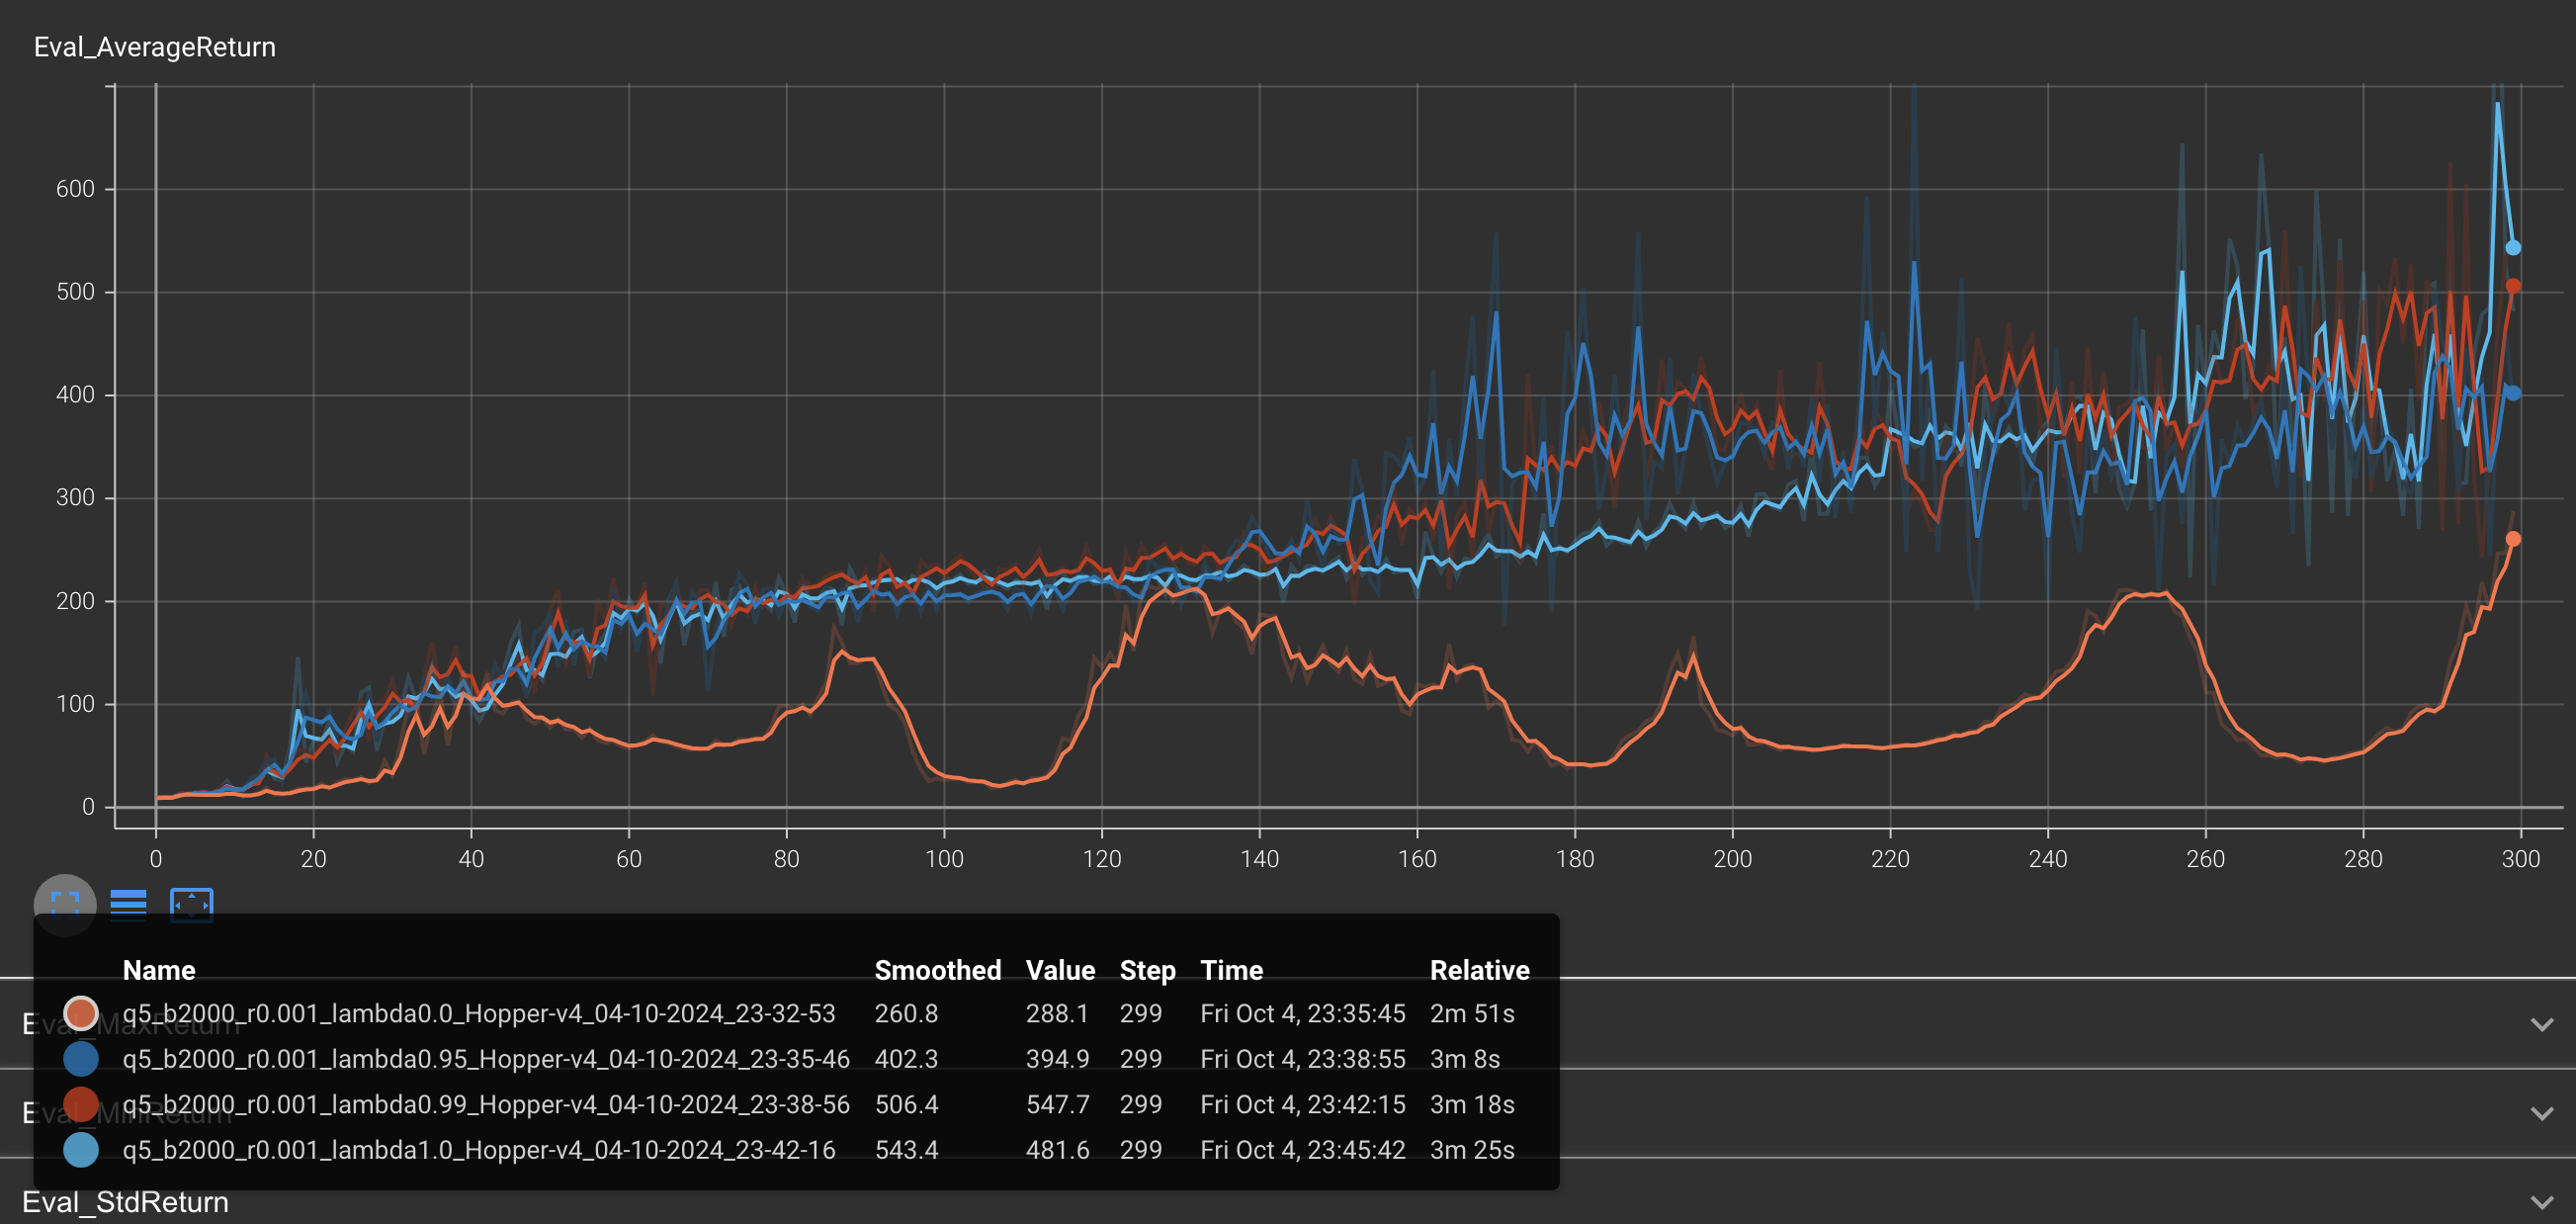 Eval_AverageReturn
600
500
400
300
200
100
0
0 20 40 60 80 100 120 140 160 180 200 220 240 260 280 300
Name Smoothed Value Step Time Relative
q5_b2000_r0.001_lambda0.0_Hopper-v4_04-10-2024_23-32-53 260.8 288.1 299 Fri Oct 4, 23:35:45 2m 51s
Eval_MaxReturn
q5_b2000_r0.001_lambda0.95_Hopper-v4_04-10-2024_23-35-46 402.3 394.9 299 Fri Oct 4, 23:38:55 3m 8s
q5_b2000_r0.001_lambda0.99_Hopper-v4_04-10-2024_23-38-56 506.4 547.7 299 Fri Oct 4, 23:42:15 3m 18s
Eval_MinReturn
q5_b2000_r0.001_lambda1.0_Hopper-v4_04-10-2024_23-42-16 543.4 481.6 299 Fri Oct 4, 23:45:42 3m 25s
Eval_StdReturn